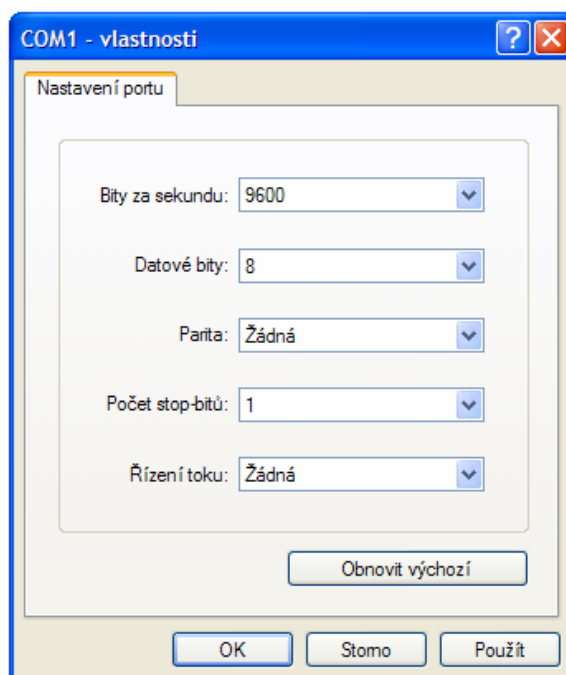 COM1 - vlastnosti
Nastavení portu
Bity za sekundu: 9600
Datové bity: 8
Parita: Žádná
Počet stop-bitů: 1
Řízení toku: Žádná
Obnovit výchozí
OK Storno Použít